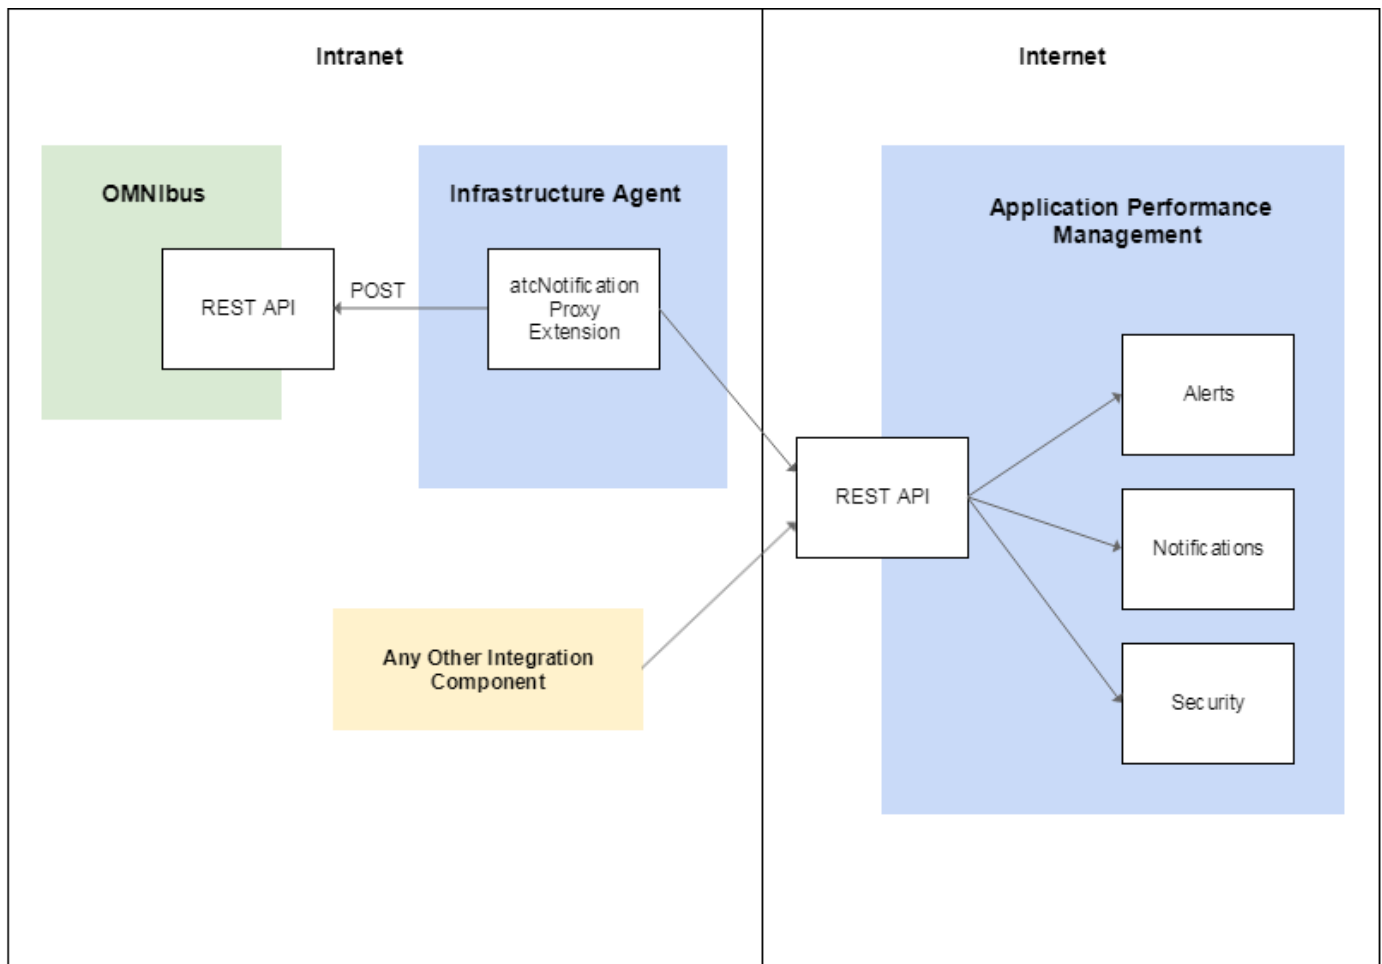 Intranet
Internet
OMNIbus
Infrastructure Agent
Application Performance
Management
REST API
POST
atcNotification
Proxy
Extension
Alerts
REST API
Notifications
Any Other Integration
Component
Security